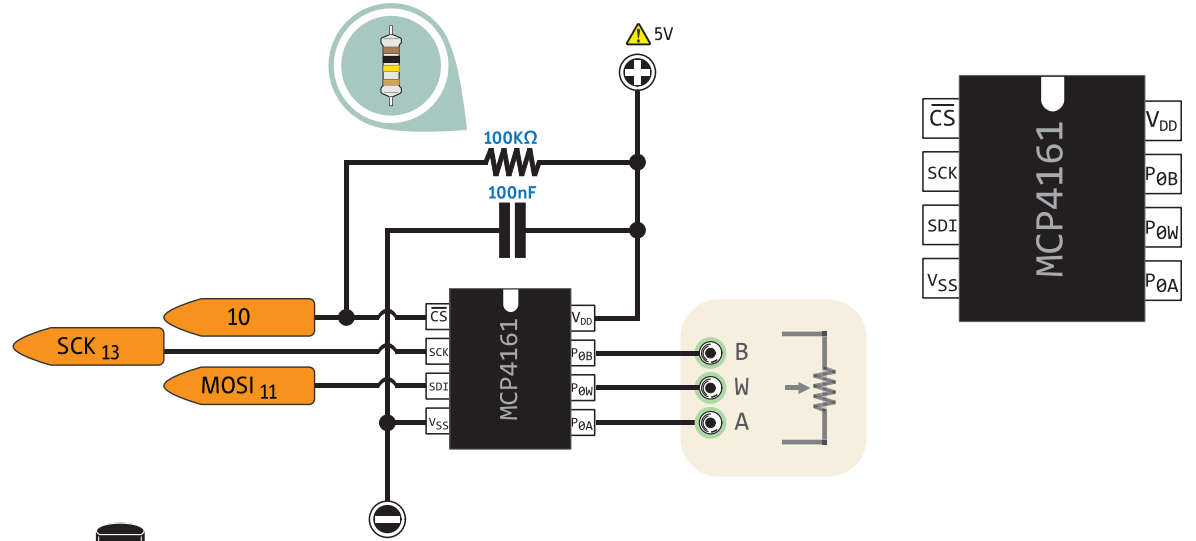 5V
100KΩ
100nF
10
SCK 13
MOSI 11
CS
SCK
SDI
VSS
MCP4161
VDD
P0B
P0W
P0A
B
W
A
CS
SCK
SDI
VSS
MCP4161
VDD
P0B
P0W
P0A